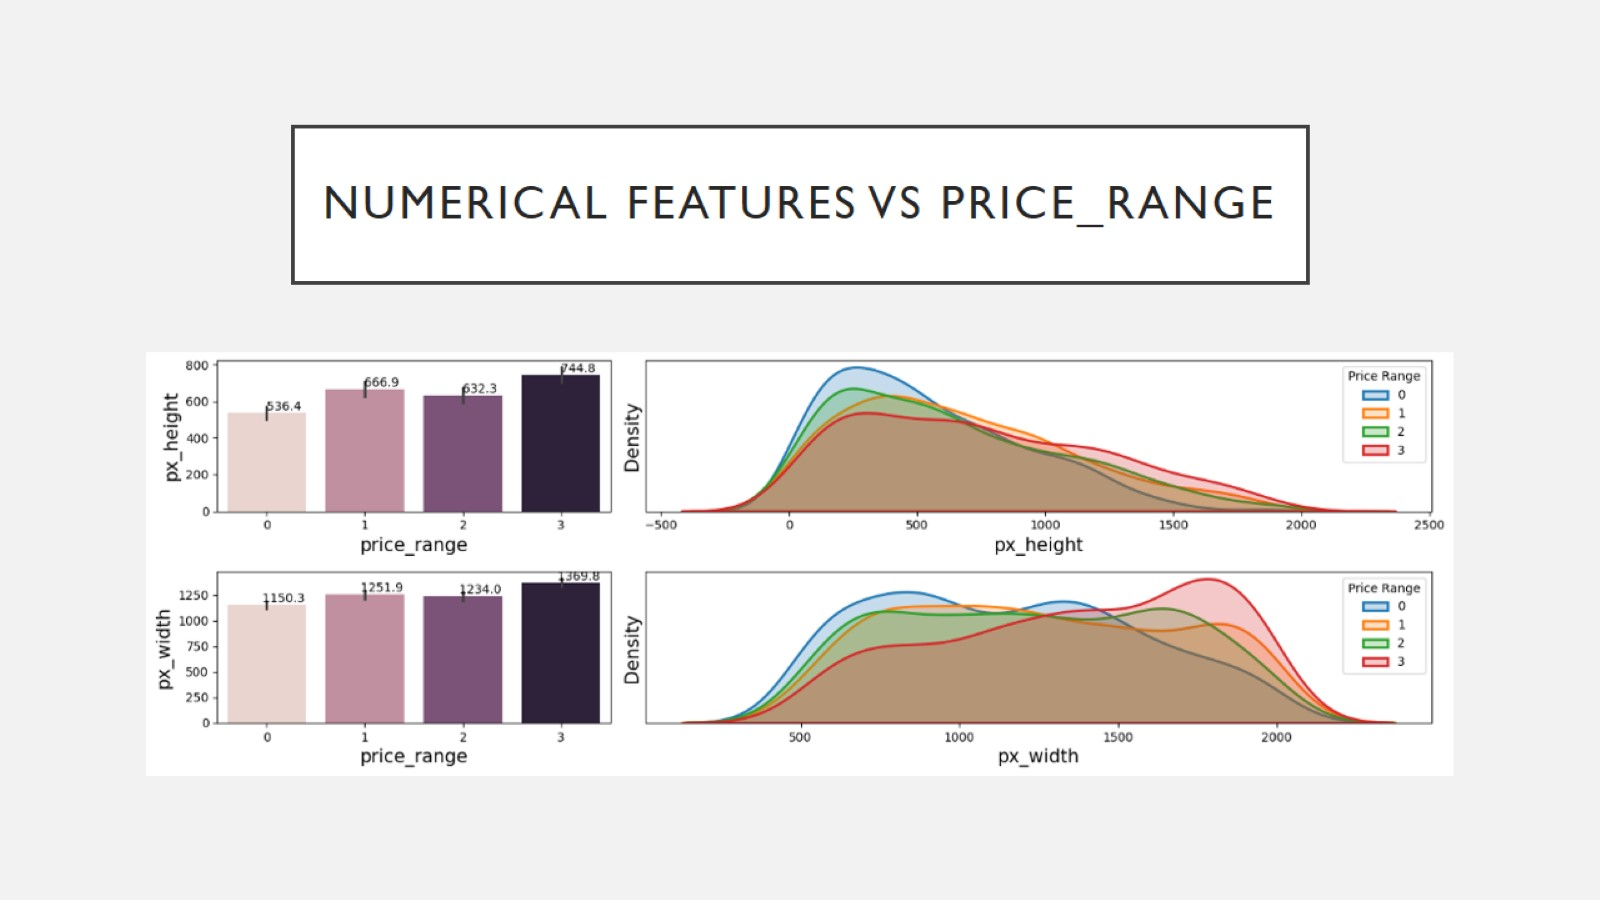 NUMERICAL FEATURES VS PRICE_RANGE
px_height
800
600
400
200
0
536.4
666.9
632.3
744.8
0 1 2 3
price_range
Density
Price Range
0
1
2
3
−500 0 500 1000 1500 2000 2500
px_height
px_width
1250
1000
750
500
250
0
1150.3
1251.9
1234.0
1369.8
0 1 2 3
price_range
Density
Price Range
0
1
2
3
500 1000 1500 2000
px_width